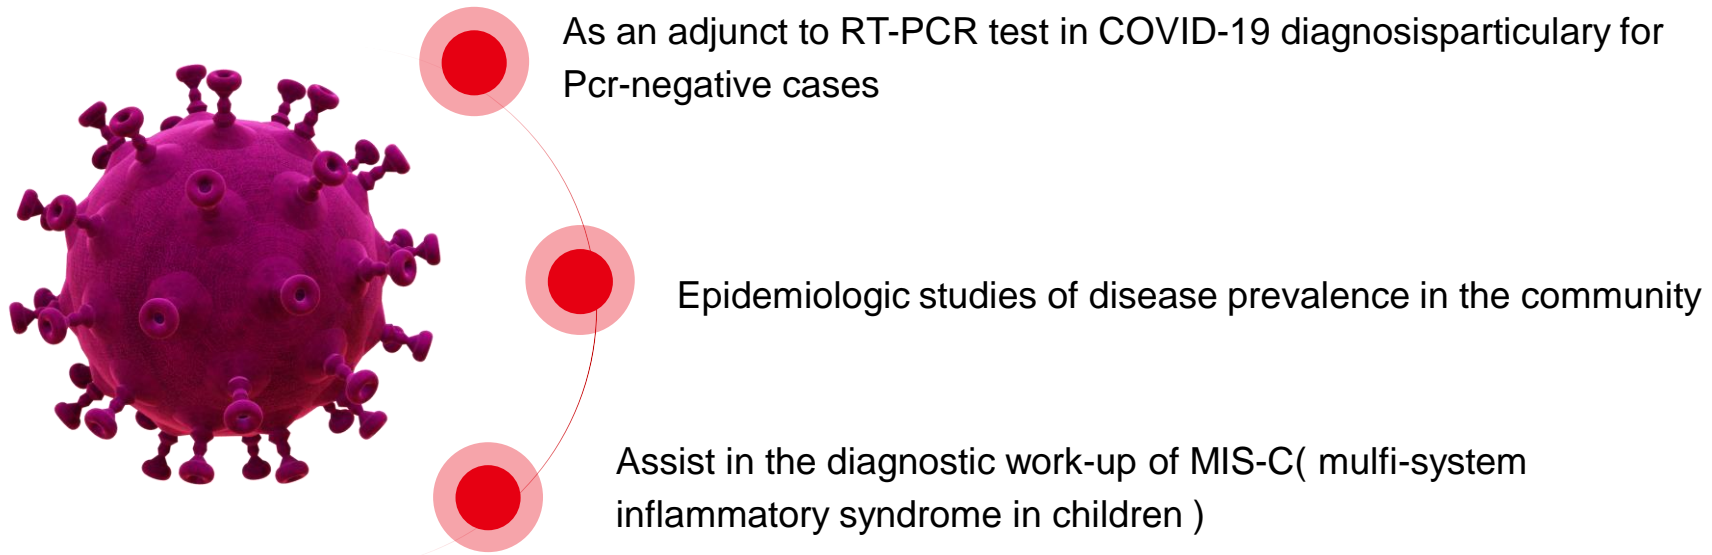 As an adjunct to RT-PCR test in COVID-19 diagnosisparticulary for
Pcr-negative cases
Epidemiologic studies of disease prevalence in the community
Assist in the diagnostic work-up of MIS-C( mulfi-system
inflammatory syndrome in children )